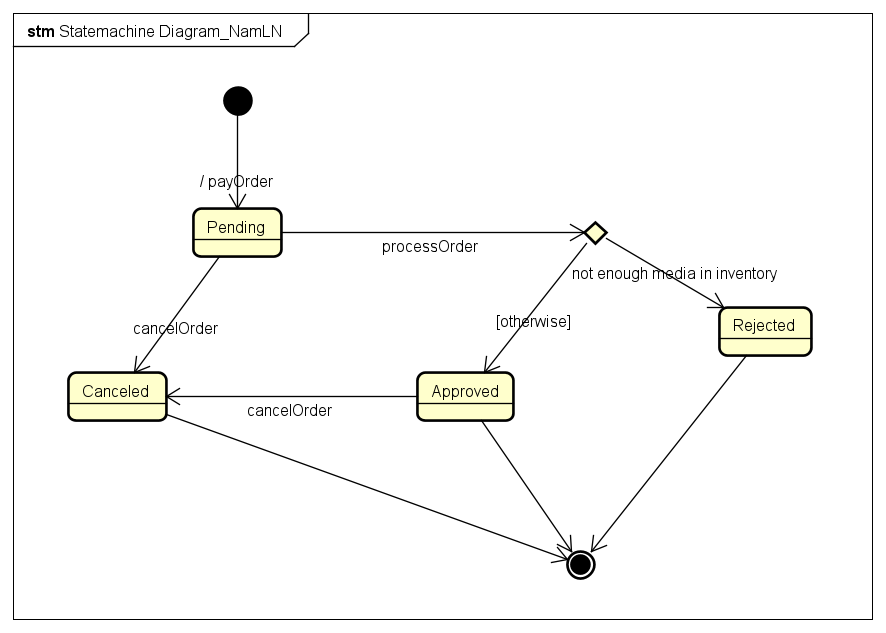 stm Statemachine Diagram_NamLN
/ payOrder
Pending
processOrder
not enough media in inventory
cancelOrder
[otherwise]
Rejected
Canceled
Approved
cancelOrder